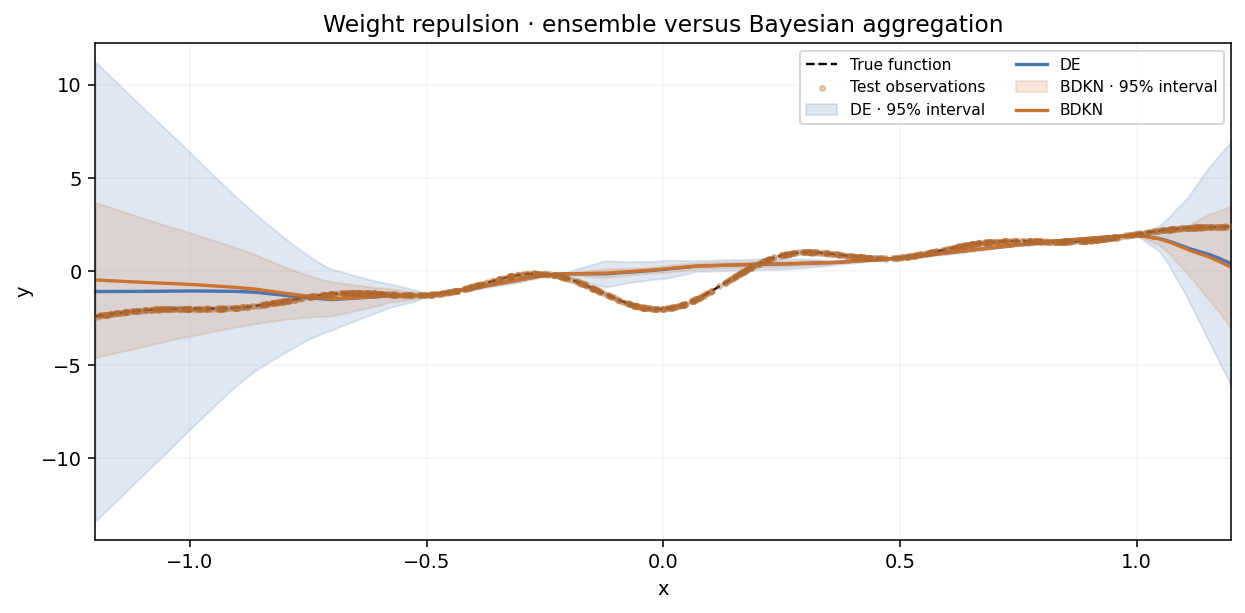 Weight repulsion · ensemble versus Bayesian aggregation
True function
Test observations
DE · 95% interval
DE
BDKN · 95% interval
BDKN
10
5
0
−5
−10
y
−1.0
−0.5
0.0
0.5
1.0
x